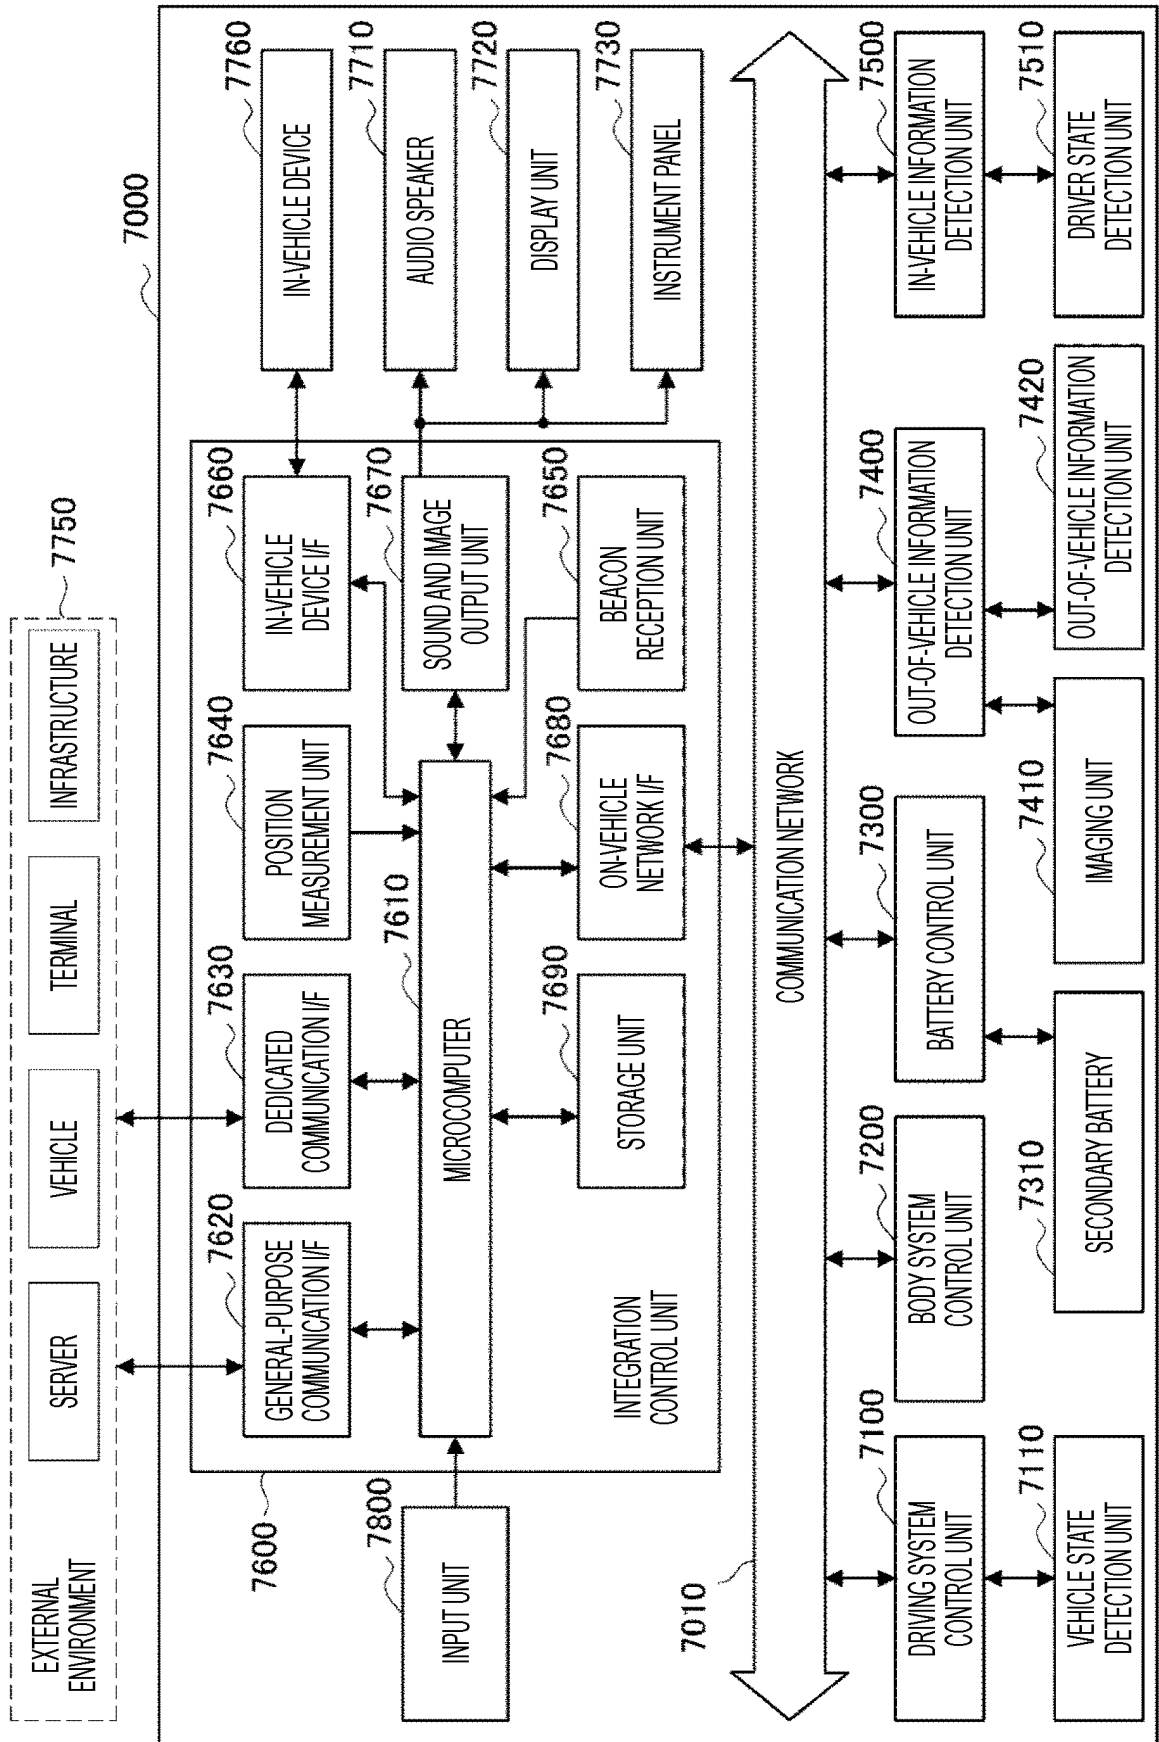 EXTERNAL
ENVIRONMENT
SERVER
VEHICLE
TERMINAL
INFRASTRUCTURE
7750
7000
7600
7620
GENERAL-PURPOSE
COMMUNICATION I/F
7630
DEDICATED
COMMUNICATION I/F
7640
POSITION
MEASUREMENT UNIT
7660
IN-VEHICLE
DEVICE I/F
7760
IN-VEHICLE DEVICE
7800
INPUT UNIT
7610
MICROCOMPUTER
7670
SOUND AND IMAGE
OUTPUT UNIT
7710
AUDIO SPEAKER
7720
DISPLAY UNIT
7730
INSTRUMENT PANEL
INTEGRATION
CONTROL UNIT
7690
STORAGE UNIT
7680
ON-VEHICLE
NETWORK I/F
7650
BEACON
RECEPTION UNIT
7010
COMMUNICATION NETWORK
7100
DRIVING SYSTEM
CONTROL UNIT
7200
BODY SYSTEM
CONTROL UNIT
7300
BATTERY CONTROL UNIT
7400
OUT-OF-VEHICLE INFORMATION
DETECTION UNIT
7500
IN-VEHICLE INFORMATION
DETECTION UNIT
7110
VEHICLE STATE
DETECTION UNIT
7310
SECONDARY BATTERY
7410
IMAGING UNIT
7420
OUT-OF-VEHICLE INFORMATION
DETECTION UNIT
7510
DRIVER STATE
DETECTION UNIT